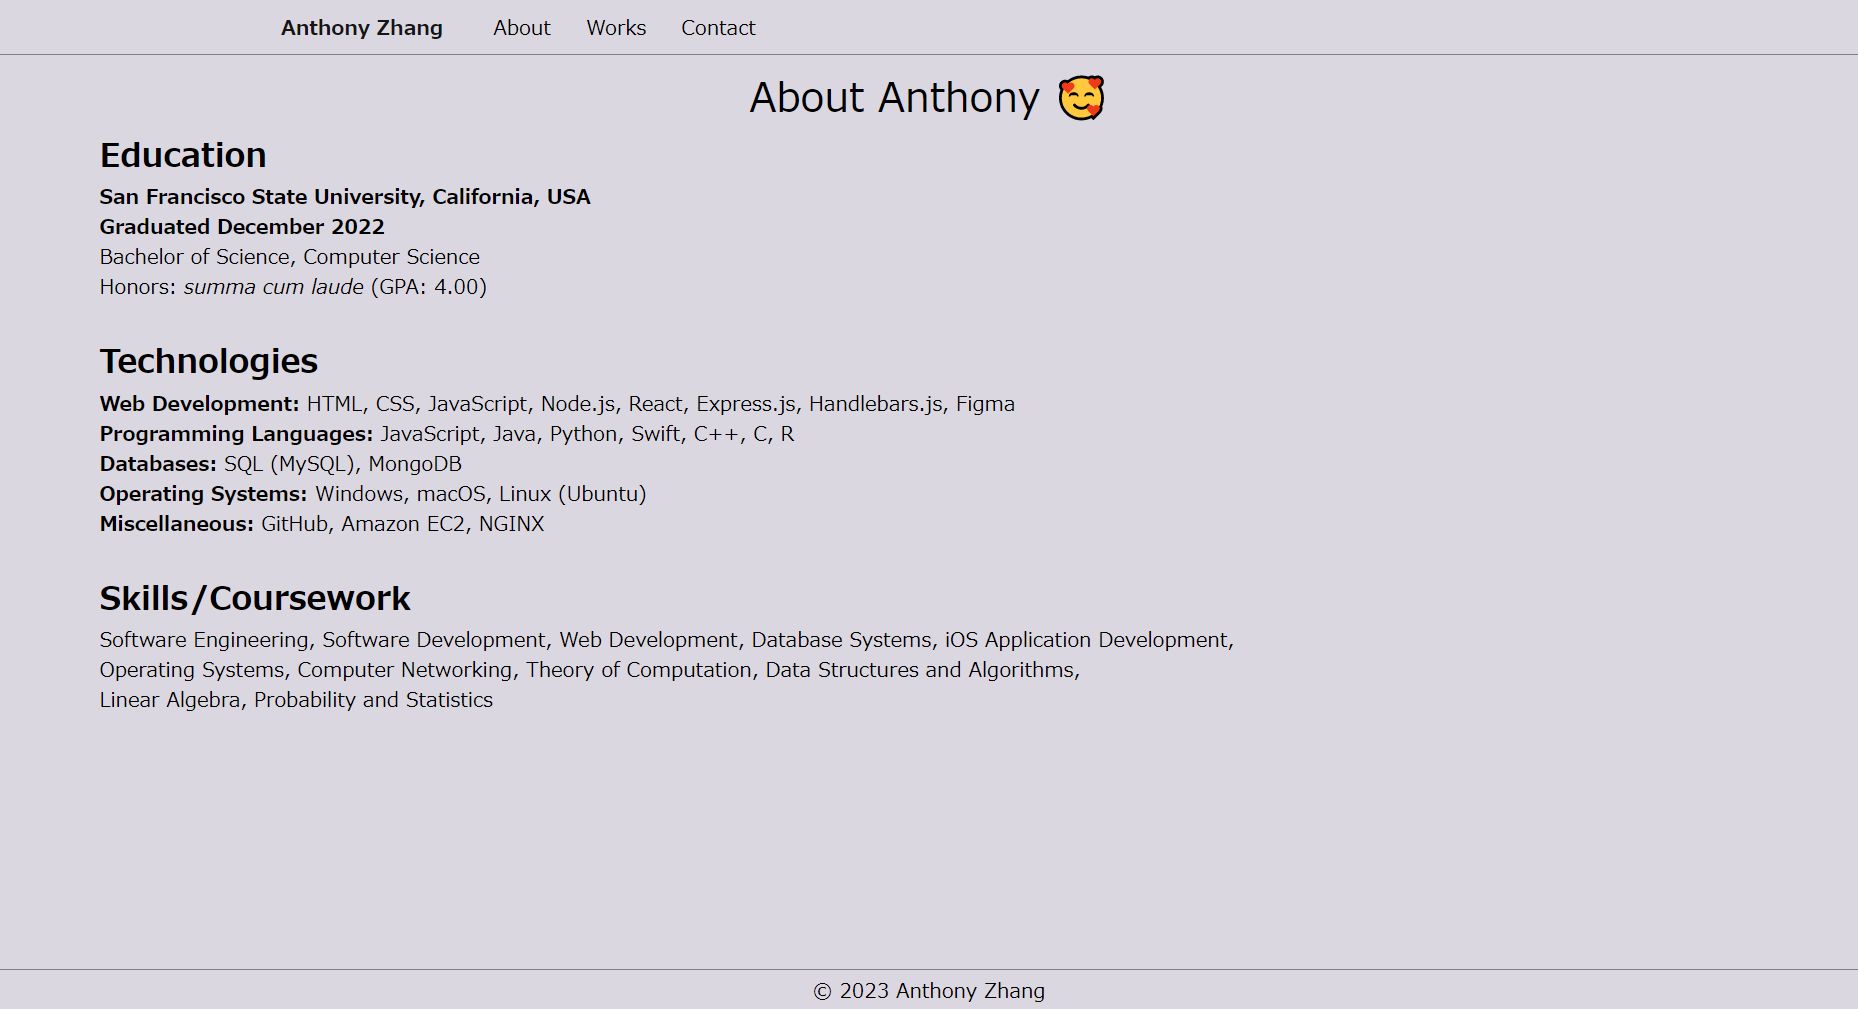 Anthony Zhang About Works Contact
About Anthony 🥰
Education
San Francisco State University, California, USA
Graduated December 2022
Bachelor of Science, Computer Science
Honors: summa cum laude (GPA: 4.00)
Technologies
Web Development: HTML, CSS, JavaScript, Node.js, React, Express.js, Handlebars.js, Figma
Programming Languages: JavaScript, Java, Python, Swift, C++, C, R
Databases: SQL (MySQL), MongoDB
Operating Systems: Windows, macOS, Linux (Ubuntu)
Miscellaneous: GitHub, Amazon EC2, NGINX
Skills/Coursework
Software Engineering, Software Development, Web Development, Database Systems, iOS Application Development,
Operating Systems, Computer Networking, Theory of Computation, Data Structures and Algorithms,
Linear Algebra, Probability and Statistics
© 2023 Anthony Zhang